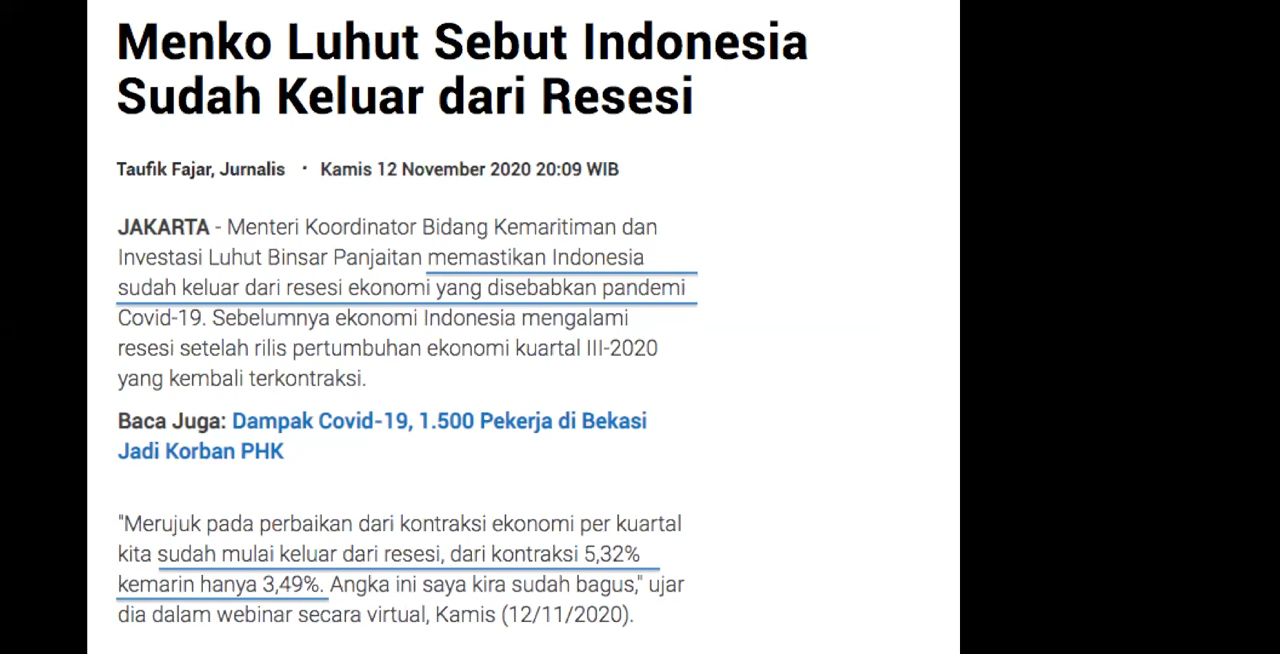 Menko Luhut Sebut Indonesia
Sudah Keluar dari Resesi
Taufik Fajar, Jurnalis · Kamis 12 November 2020 20:09 WIB
JAKARTA - Menteri Koordinator Bidang Kemaritiman dan
Investasi Luhut Binsar Panjaitan memastikan Indonesia
sudah keluar dari resesi ekonomi yang disebabkan pandemi
Covid-19. Sebelumnya ekonomi Indonesia mengalami
resesi setelah rilis pertumbuhan ekonomi kuartal III-2020
yang kembali terkontraksi.
Baca Juga: Dampak Covid-19, 1.500 Pekerja di Bekasi
Jadi Korban PHK
"Merujuk pada perbaikan dari kontraksi ekonomi per kuartal
kita sudah mulai keluar dari resesi, dari kontraksi 5,32%
kemarin hanya 3,49%. Angka ini saya kira sudah bagus," ujar
dia dalam webinar secara virtual, Kamis (12/11/2020).